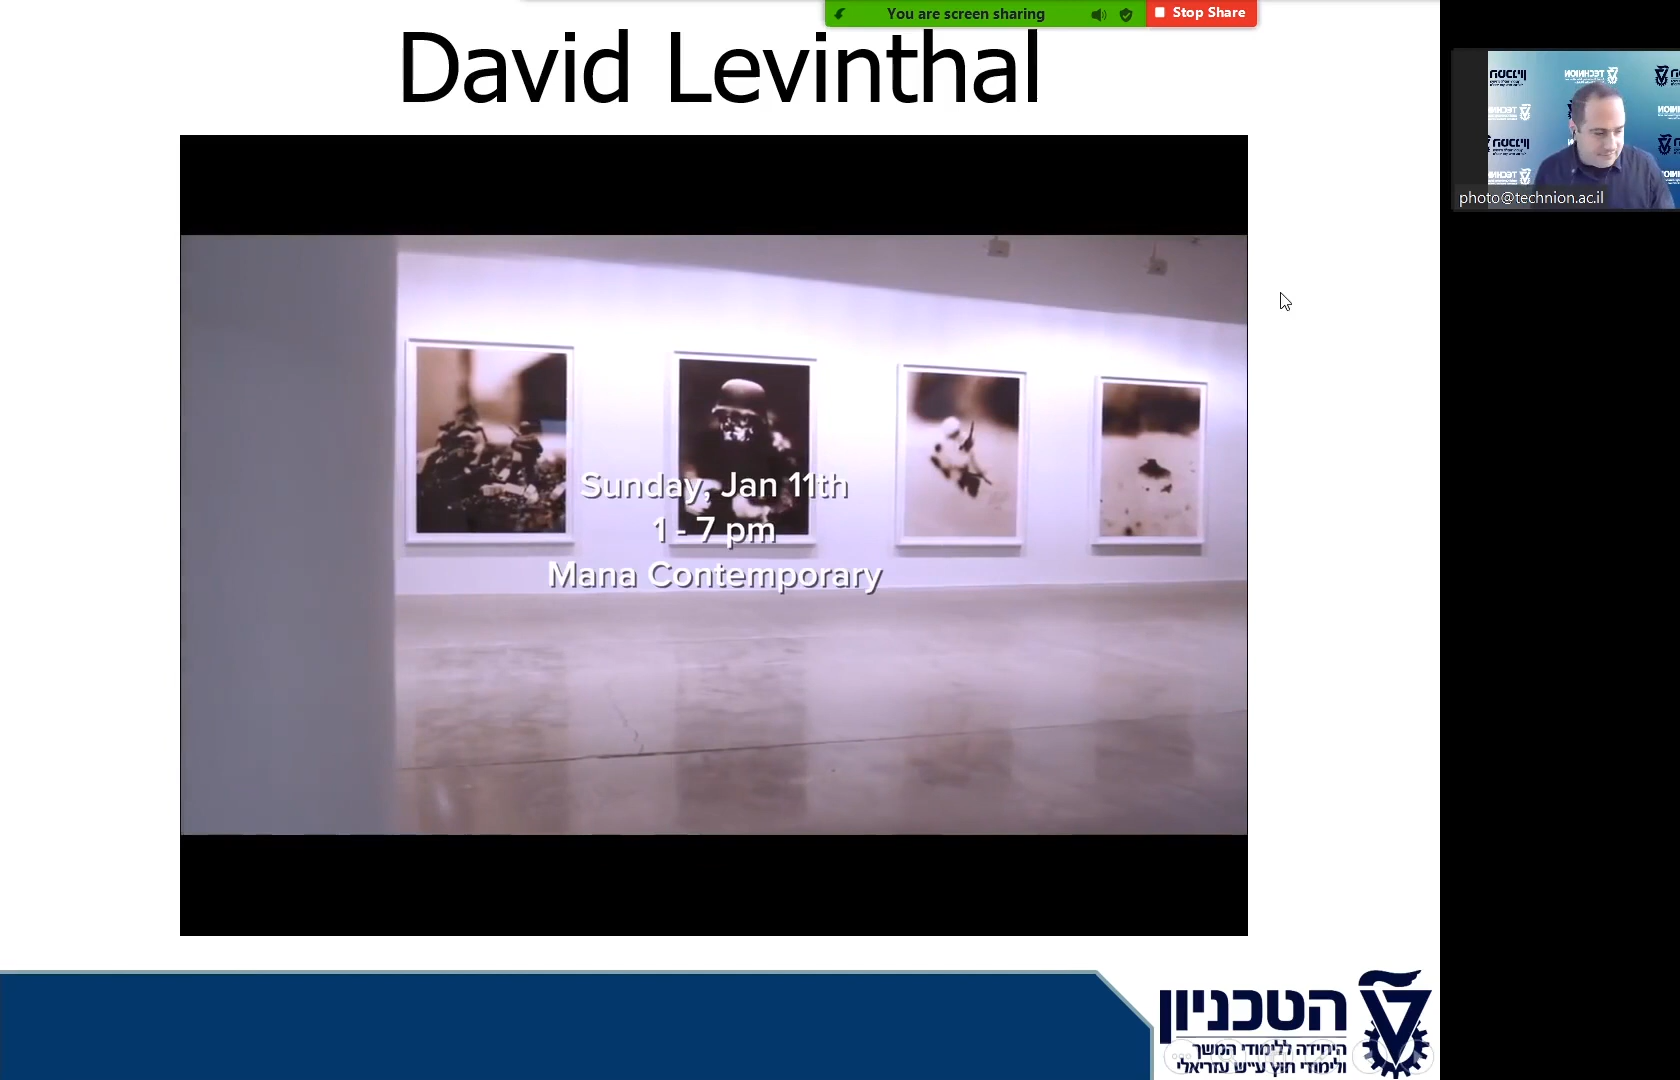 You are screen sharing
Stop Share
David Levinthal
Sunday, Jan 11th
1 - 7 pm
Mana Contemporary
photo@technion.ac.il
הטכניון
היחידה ללימודי המשך
ולימודי חוץ ע״ש עזריאלי